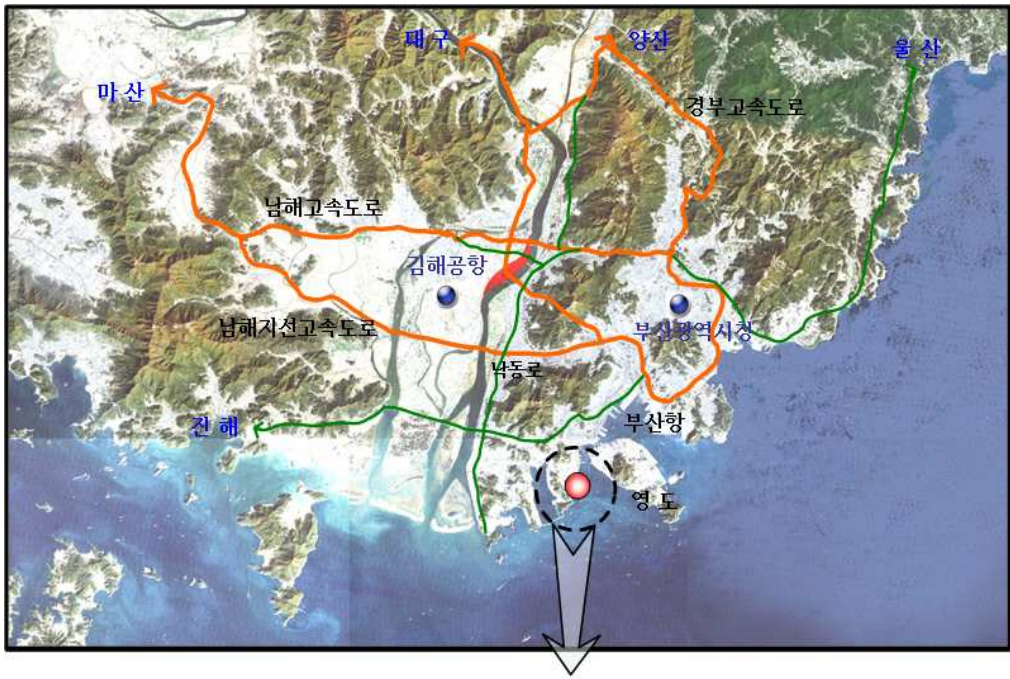 대 구
양산
울 산
마 산
경부고속도로
남해고속도로
김해공항
남해지선고속도로
부산광역시청
낙동로
부산항
진 해
영 도